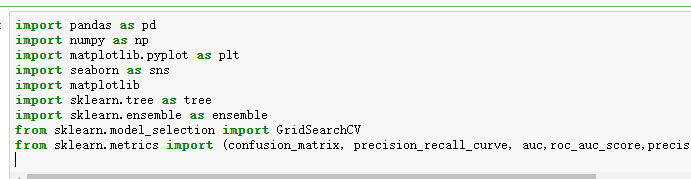 import pandas as pd
import numpy as np
import matplotlib.pyplot as plt
import seaborn as sns
import matplotlib
import sklearn.tree as tree
import sklearn.ensemble as ensemble
from sklearn.model_selection import GridSearchCV
from sklearn.metrics import (confusion_matrix, precision_recall_curve, auc,roc_auc_score,precis